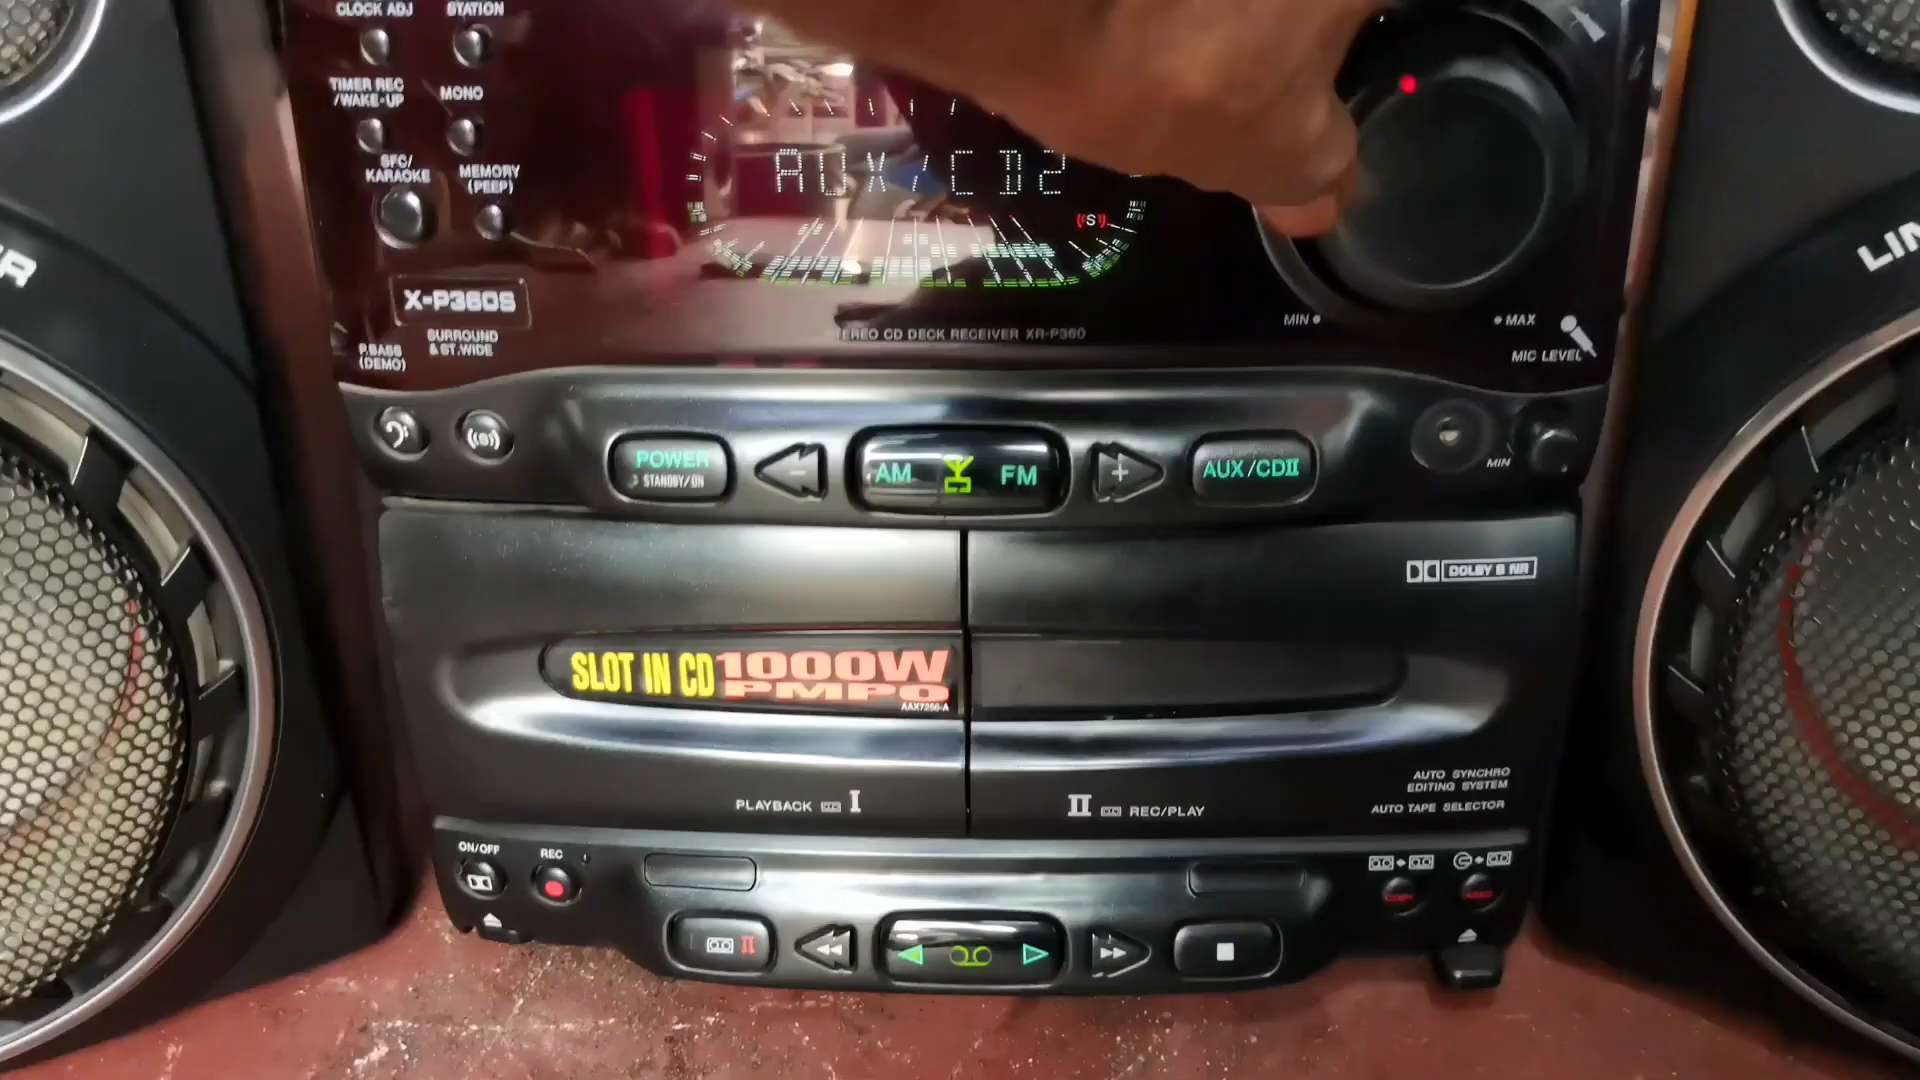 CLOCK ADJ
STATION
TIMER REC
/WAKE-UP
MONO
SFC/
KARAOKE
MEMORY
(PEEP)
AUX/CD2
((S))
X-P360S
P.BASS
(DEMO)
SURROUND
& ST.WIDE
STEREO CD DECK RECEIVER XR-P360
MIN
MAX
MIC LEVEL
((S))
POWER
STANDBY/ON
-
AM
FM
+
AUX/CDII
MIN
DOLBY B NR
SLOT IN CD 1000W
PMPO
AAX7256-A
PLAYBACK I
II REC/PLAY
AUTO SYNCHRO
EDITING SYSTEM
AUTO TAPE SELECTOR
ON/OFF
REC
II